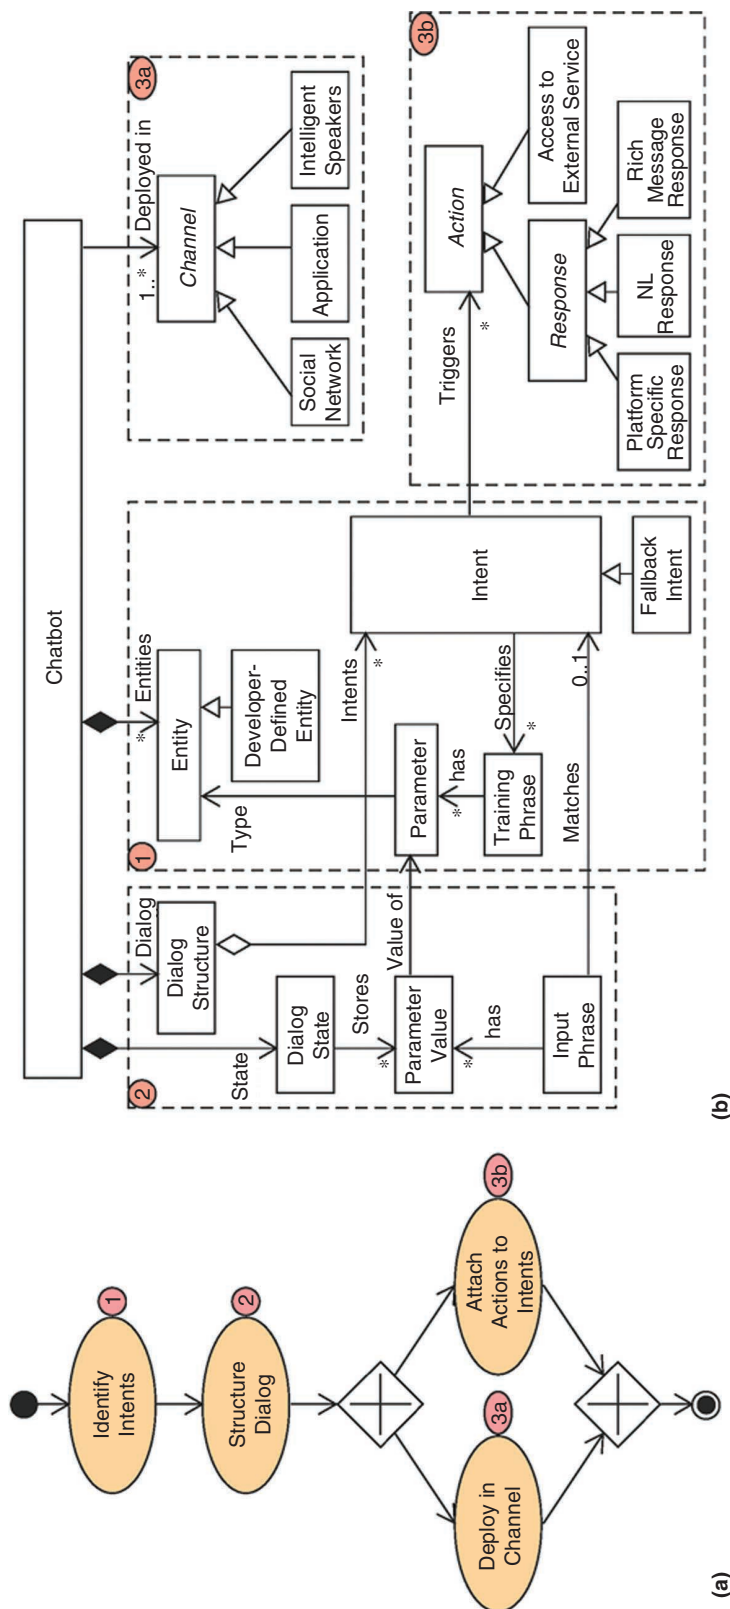 Identify
Intents
1
Structure
Dialog
2
Deploy in
Channel
3a
Attach
Actions to
Intents
3b
(a)
Chatbot
State
Dialog
*
Entities
1..*
Deployed in
2
Dialog
Structure
Dialog
State
Stores
*
Parameter
Value
Value of
*
has
Input
Phrase
1
Entity
Type
Developer-
Defined
Entity
Intents
*
Parameter
*
has
Training
Phrase
Specifies
*
Matches
0..1
Intent
Fallback
Intent
3a
Channel
Social
Network
Application
Intelligent
Speakers
3b
Triggers
*
Action
Response
Access to
External Service
Platform
Specific
Response
NL
Response
Rich
Message
Response
(b)